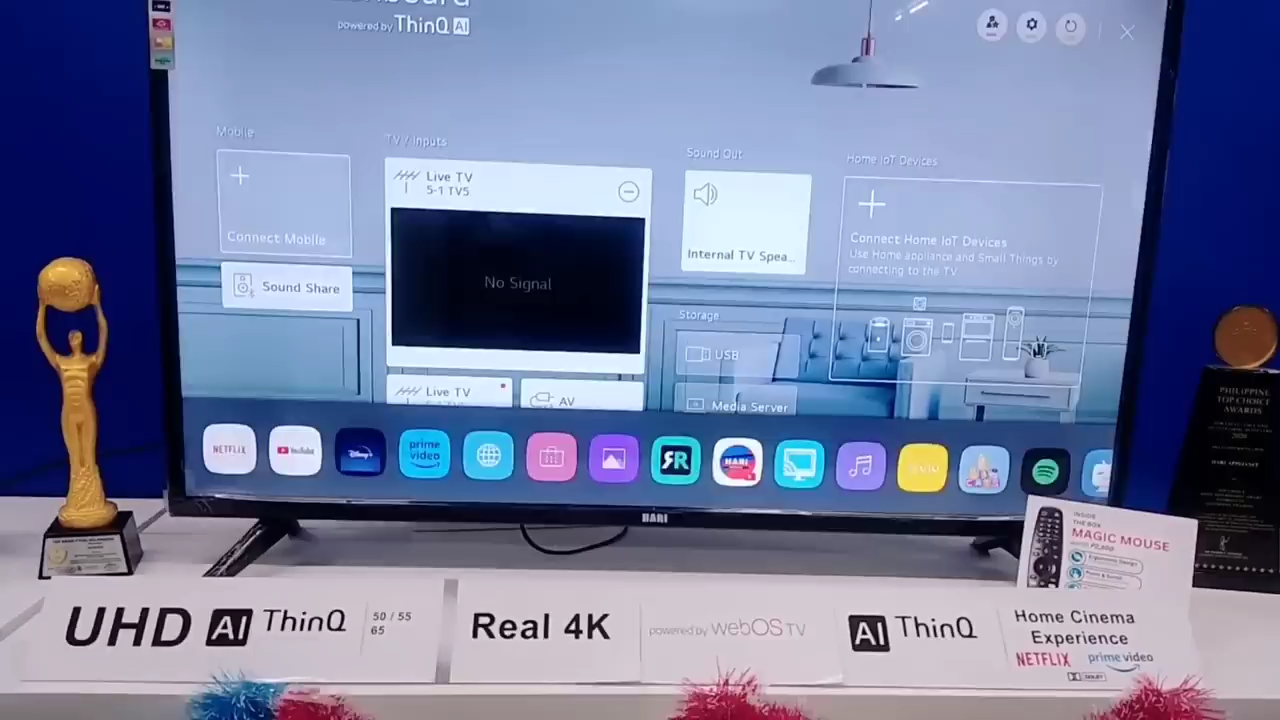 powered by ThinQ AI
Mobile
TV / Inputs
Sound Out
Home IoT Devices
Live TV
5-1 TV5
Connect Mobile
Internal TV Spea...
Connect Home IoT Devices
Use Home appliance and Small Things by
connecting to the TV
Sound Share
No Signal
Storage
USB
Live TV
AV
Media Server
NETFLIX
YouTube
Disney+
prime video
HARI
HARI
PHILIPPINE
TOP CHOICE
AWARDS
INSIDE
THE BOX
MAGIC MOUSE
UHD AI ThinQ
50 / 55
65
Real 4K
powered by webOS TV
AI ThinQ
Home Cinema
Experience
NETFLIX prime video
DOLBY